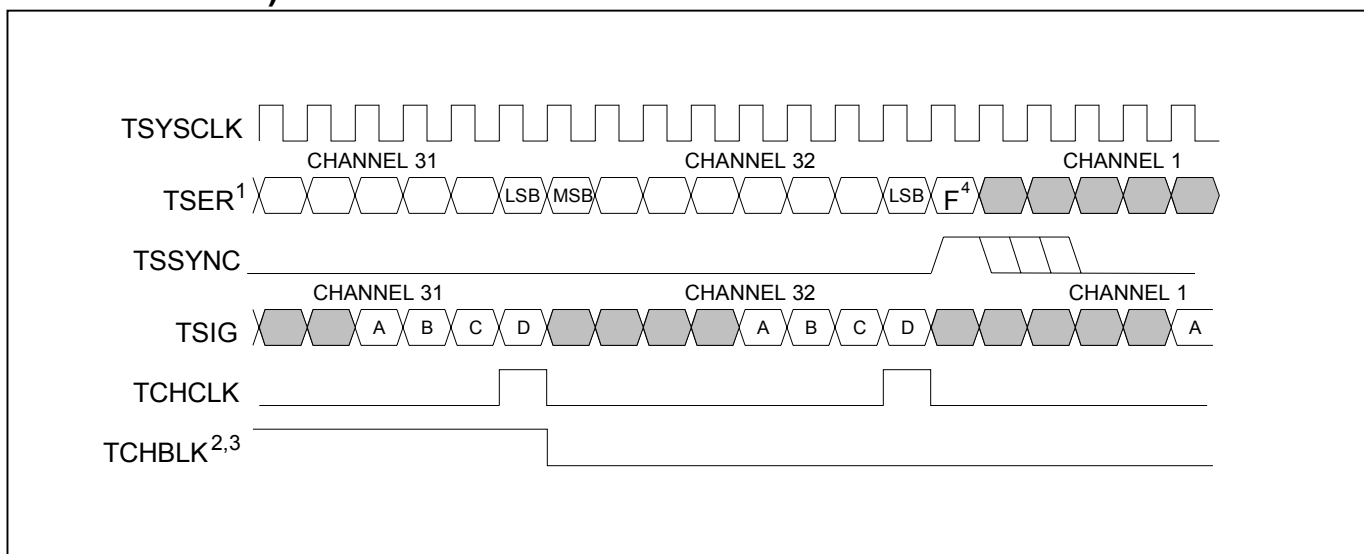 )
TSYSCLK
CHANNEL 31 CHANNEL 32 CHANNEL 1
TSER1 LSB MSB LSB F4
TSSYNC
CHANNEL 31 CHANNEL 32 CHANNEL 1
TSIG A B C D A B C D A
TCHCLK
TCHBLK2,3